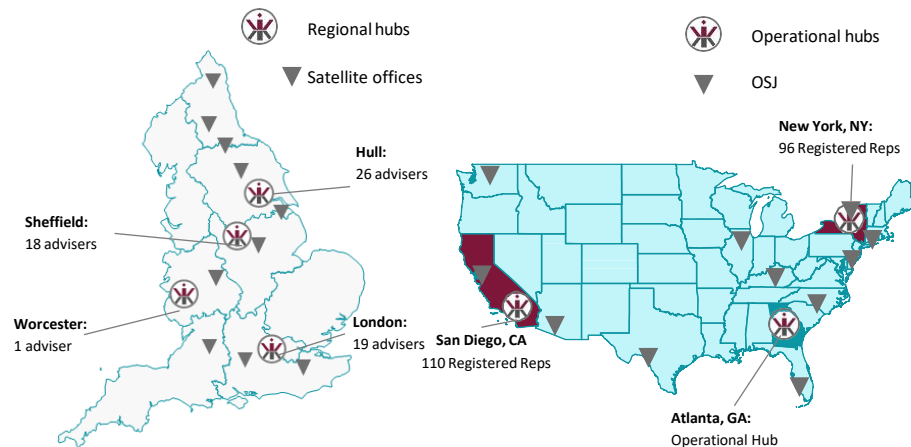 Regional hubs
Satellite offices
Hull:
26 advisers
Sheffield:
18 advisers
Worcester:
1 adviser
London:
19 advisers
Operational hubs
OSJ
New York, NY:
96 Registered Reps
San Diego, CA
110 Registered Reps
Atlanta, GA:
Operational Hub